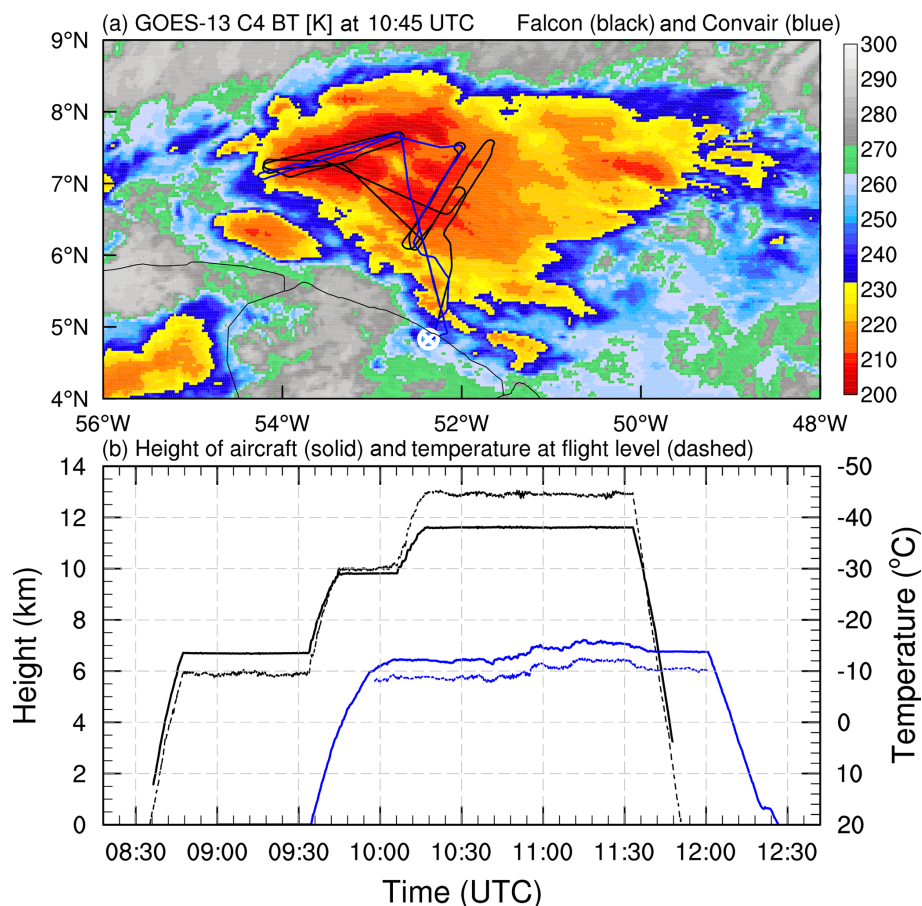 (a) GOES-13 C4 BT [K] at 10:45 UTC Falcon (black) and Convair (blue)
9°N
8°N
7°N
6°N
5°N
4°N
56°W 54°W 52°W 50°W 48°W
300
290
280
270
260
250
240
230
220
210
200
(b) Height of aircraft (solid) and temperature at flight level (dashed)
Height (km)
14
12
10
8
6
4
2
0
-50
-40
-30
-20
-10
0
10
20
Temperature (°C)
08:30 09:00 09:30 10:00 10:30 11:00 11:30 12:00 12:30
Time (UTC)